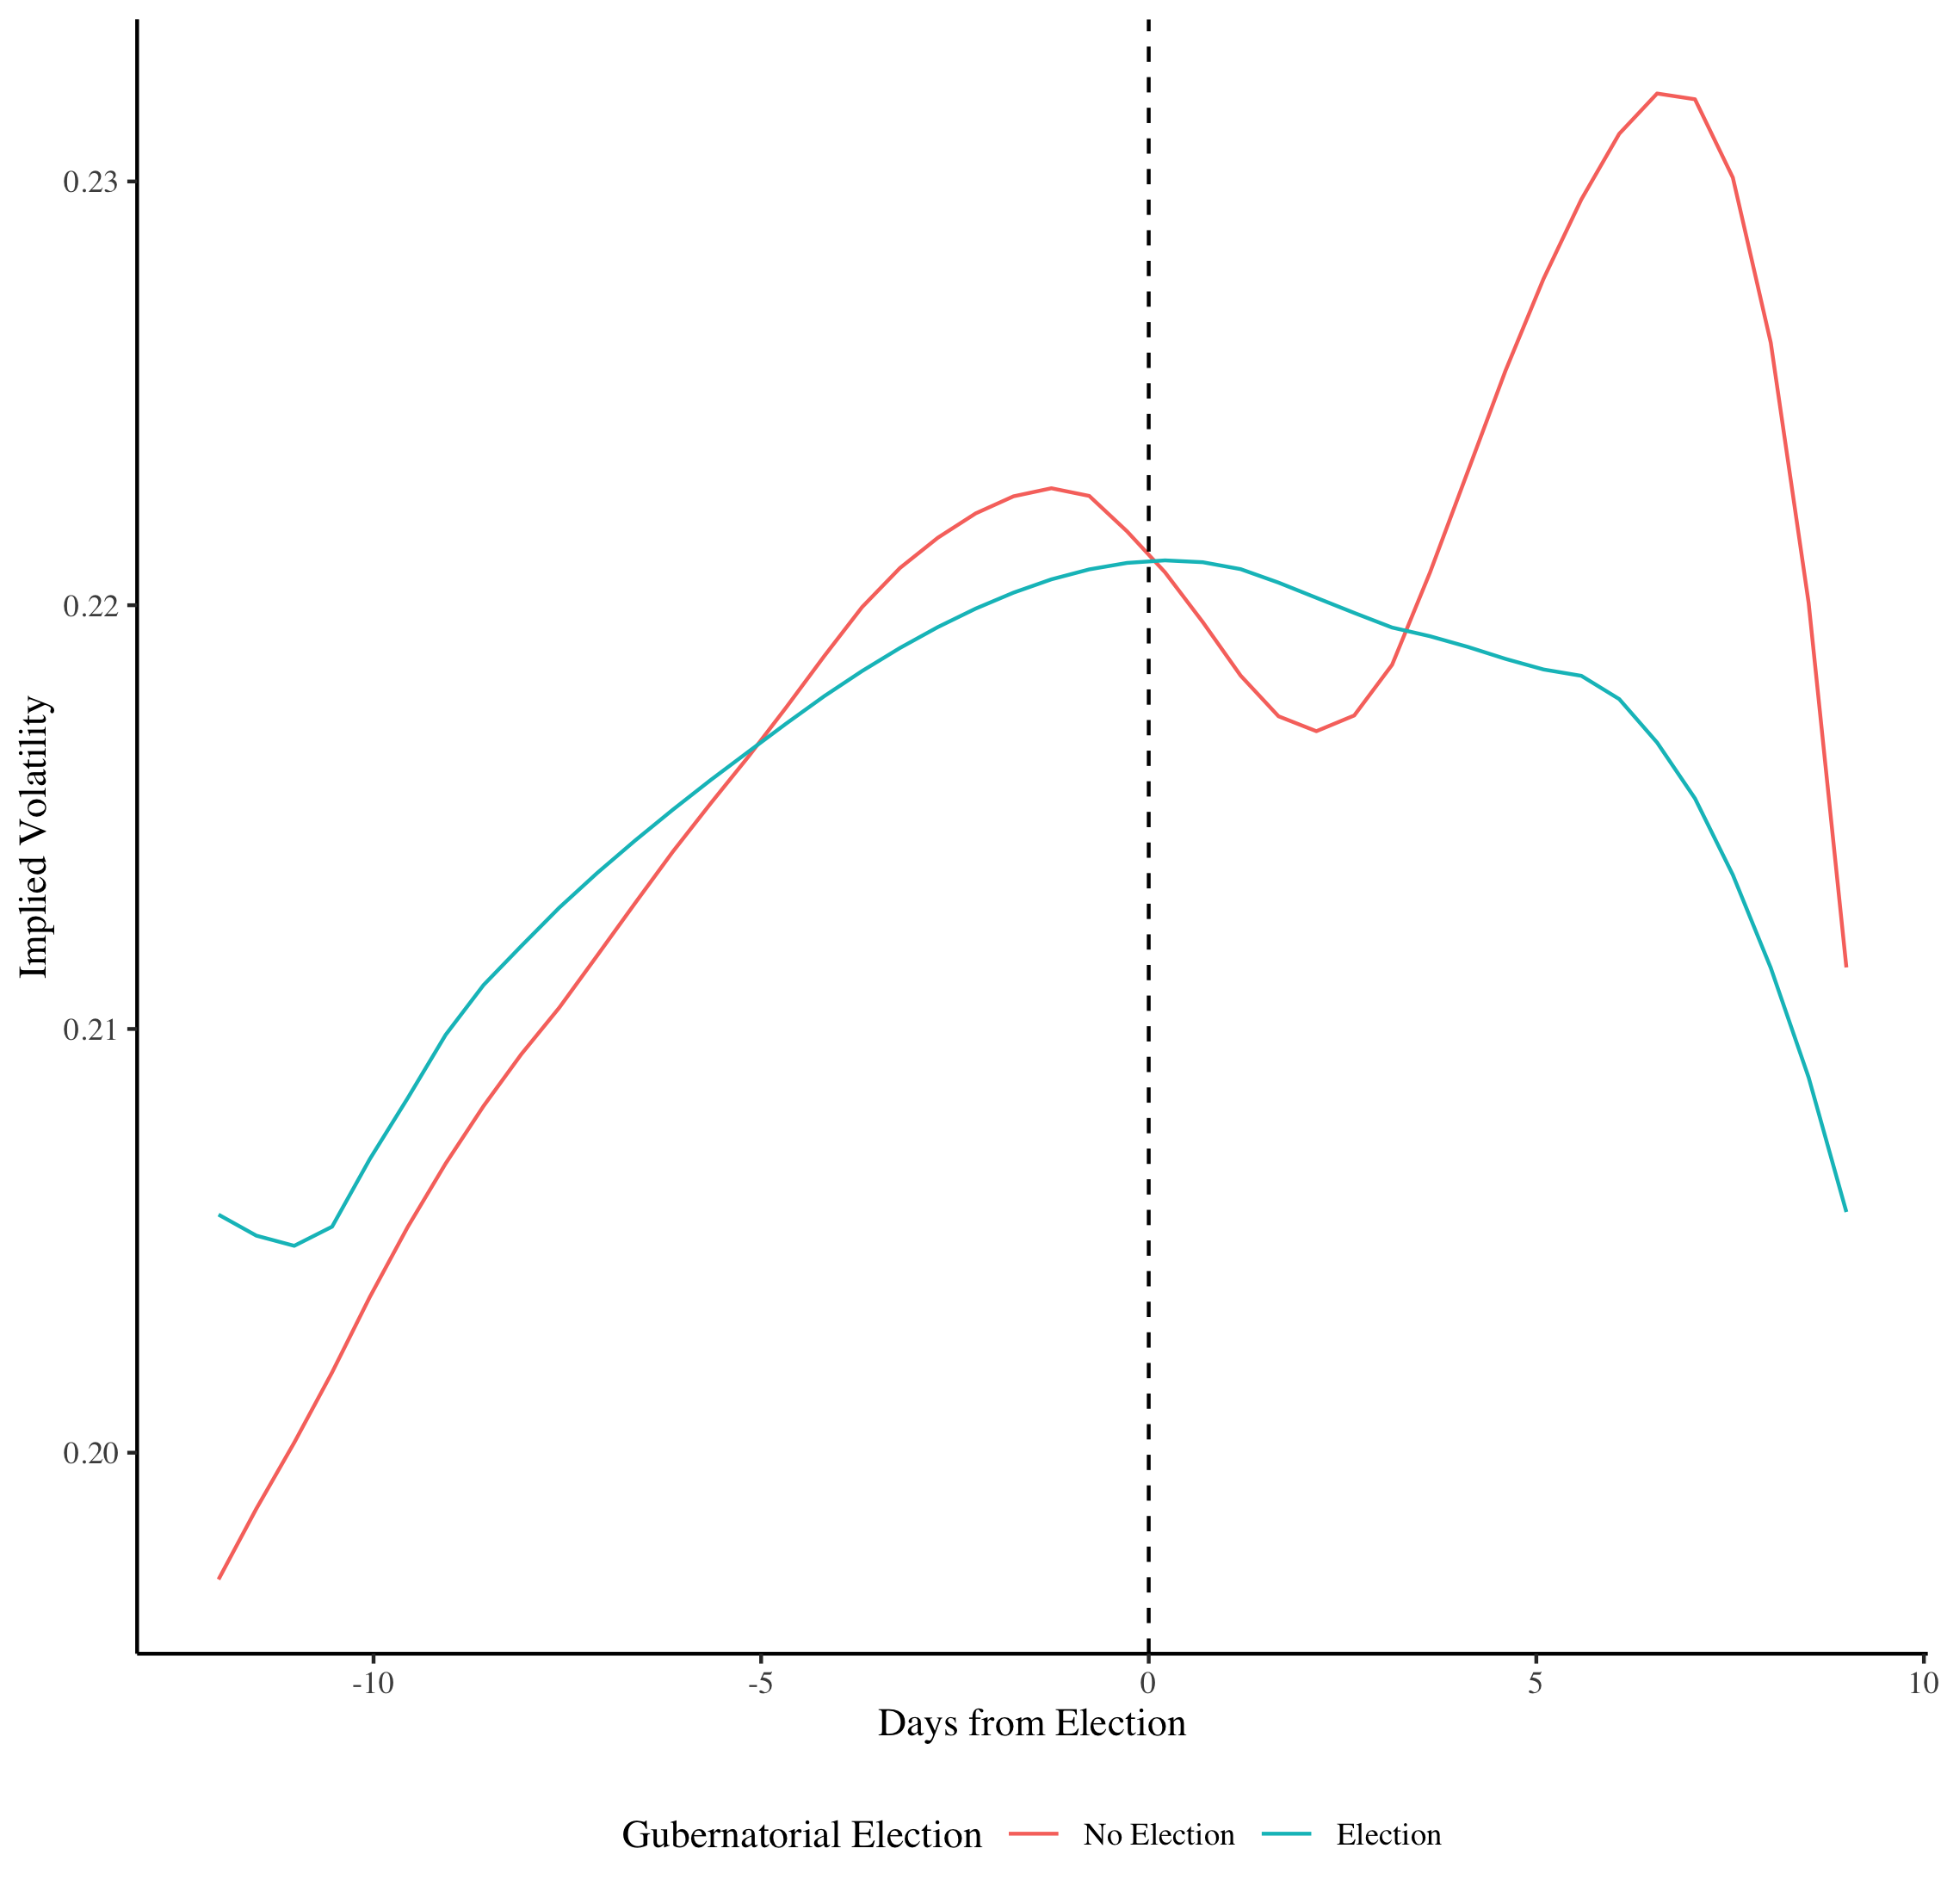 Implied Volatility
0.23
0.22
0.21
0.20
-10 -5 0 5 10
Days from Election
Gubernatorial Election No Election Election